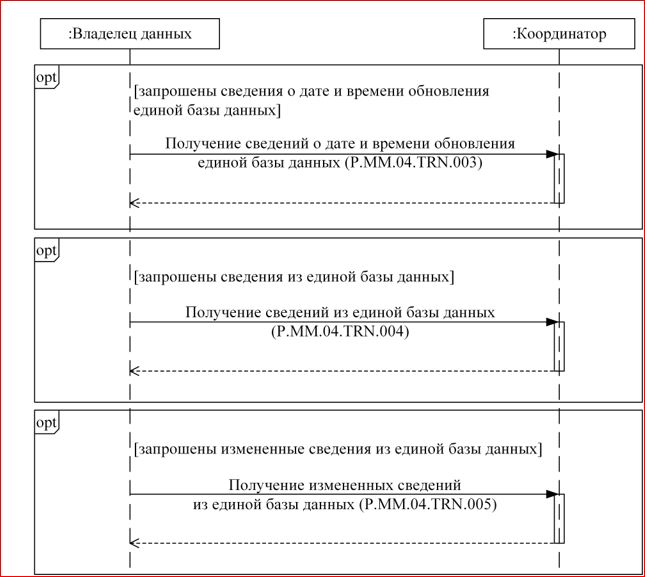 :Владелец данных
:Координатор
opt
[запрошены сведения о дате и времени обновления
единой базы данных]
Получение сведений о дате и времени обновления
единой базы данных (P.MM.04.TRN.003)
opt
[запрошены сведения из единой базы данных]
Получение сведений из единой базы данных
(P.MM.04.TRN.004)
opt
[запрошены измененные сведения из единой базы данных]
Получение измененных сведений
из единой базы данных (P.MM.04.TRN.005)